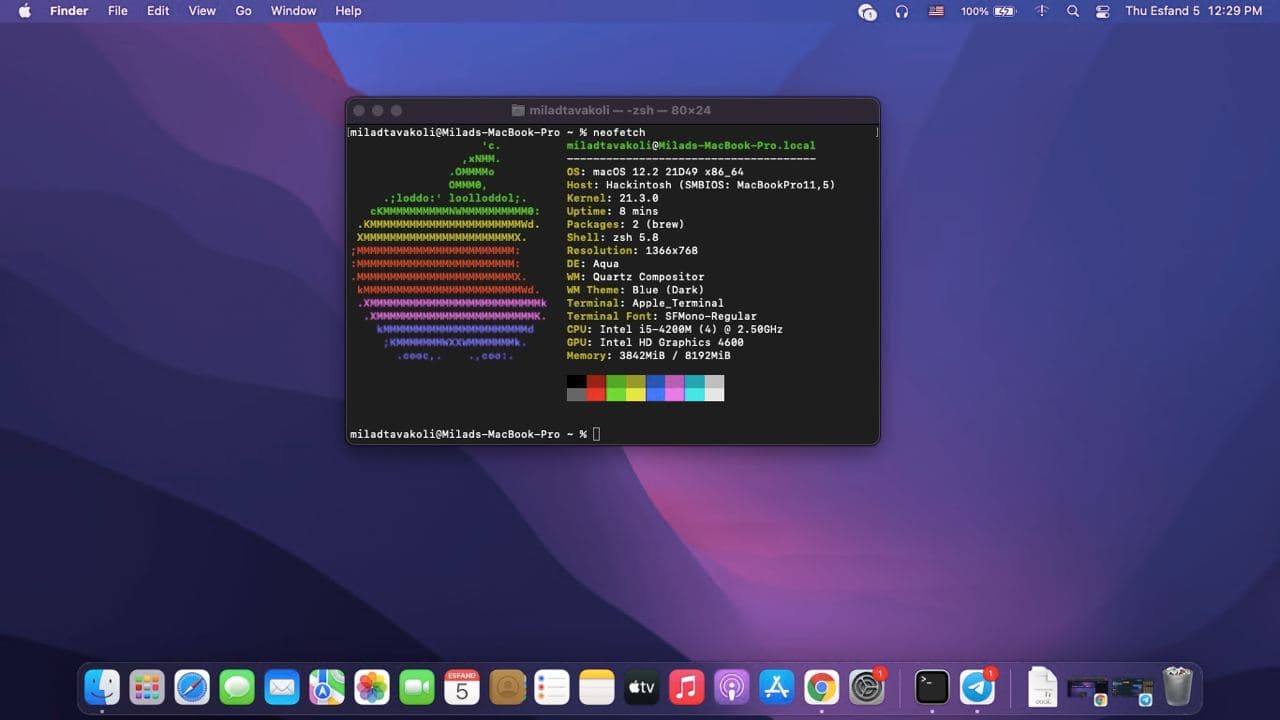 Finder File Edit View Go Window Help 1 100% Thu Esfand 5 12:29 PM
miladtavakoli — -zsh — 80×24
[miladtavakoli@Milads-MacBook-Pro ~ % neofetch ]
'c. miladtavakoli@Milads-MacBook-Pro.local
,xNMM. --------------------------------------
.OMMMMo OS: macOS 12.2 21D49 x86_64
OMMM0, Host: Hackintosh (SMBIOS: MacBookPro11,5)
.;loddo:' loolloddol;. Kernel: 21.3.0
cKMMMMMMMMMMNWMMMMMMMMMM0: Uptime: 8 mins
.KMMMMMMMMMMMMMMMMMMMMMMMWd. Packages: 2 (brew)
XMMMMMMMMMMMMMMMMMMMMMMMX. Shell: zsh 5.8
;MMMMMMMMMMMMMMMMMMMMMMMM: Resolution: 1366x768
:MMMMMMMMMMMMMMMMMMMMMMMM: DE: Aqua
.MMMMMMMMMMMMMMMMMMMMMMMMX. WM: Quartz Compositor
kMMMMMMMMMMMMMMMMMMMMMMMMWd. WM Theme: Blue (Dark)
.XMMMMMMMMMMMMMMMMMMMMMMMMMMk Terminal: Apple_Terminal
.XMMMMMMMMMMMMMMMMMMMMMMMMK. Terminal Font: SFMono-Regular
kMMMMMMMMMMMMMMMMMMMMMMd CPU: Intel i5-4200M (4) @ 2.50GHz
;KMMMMMMMWXXWMMMMMMMk. GPU: Intel HD Graphics 4600
.cooc,. .,coo:. Memory: 3842MiB / 8192MiB
miladtavakoli@Milads-MacBook-Pro ~ %
ESFAND
5
tv
1
>_
1